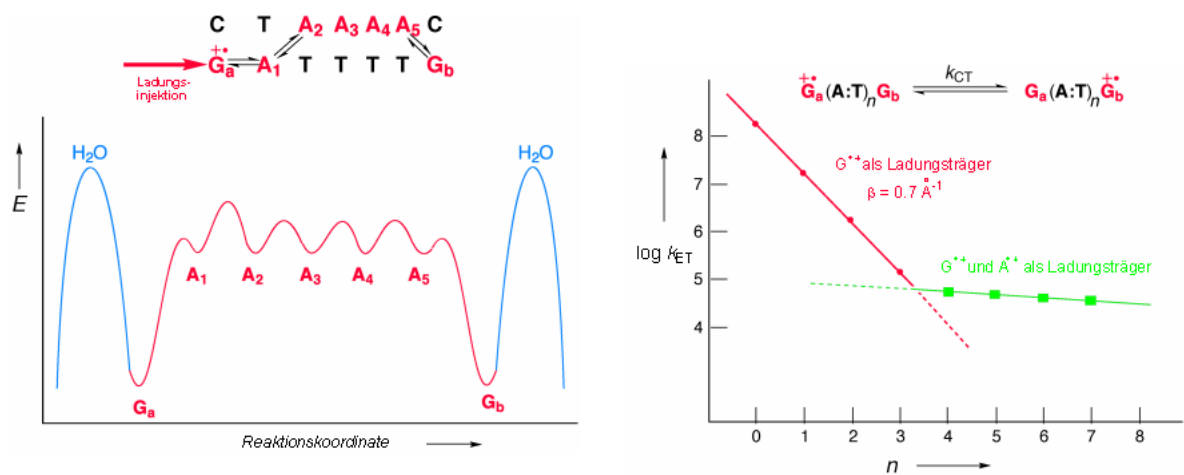 C T A2 A3 A4 A5 C
+•
Ga A1 T T T T Gb
Ladungs-
injektion
H2O H2O
E
A1 A2 A3 A4 A5
Ga Gb
Reaktionskoordinate
+• kCT +•
Ga(A:T)nGb Ga(A:T)nGb
8
G•+ als Ladungsträger
7
β = 0.7 Å-1
6
log kET
G•+ und A•+ als Ladungsträger
5
4
0 1 2 3 4 5 6 7 8
n